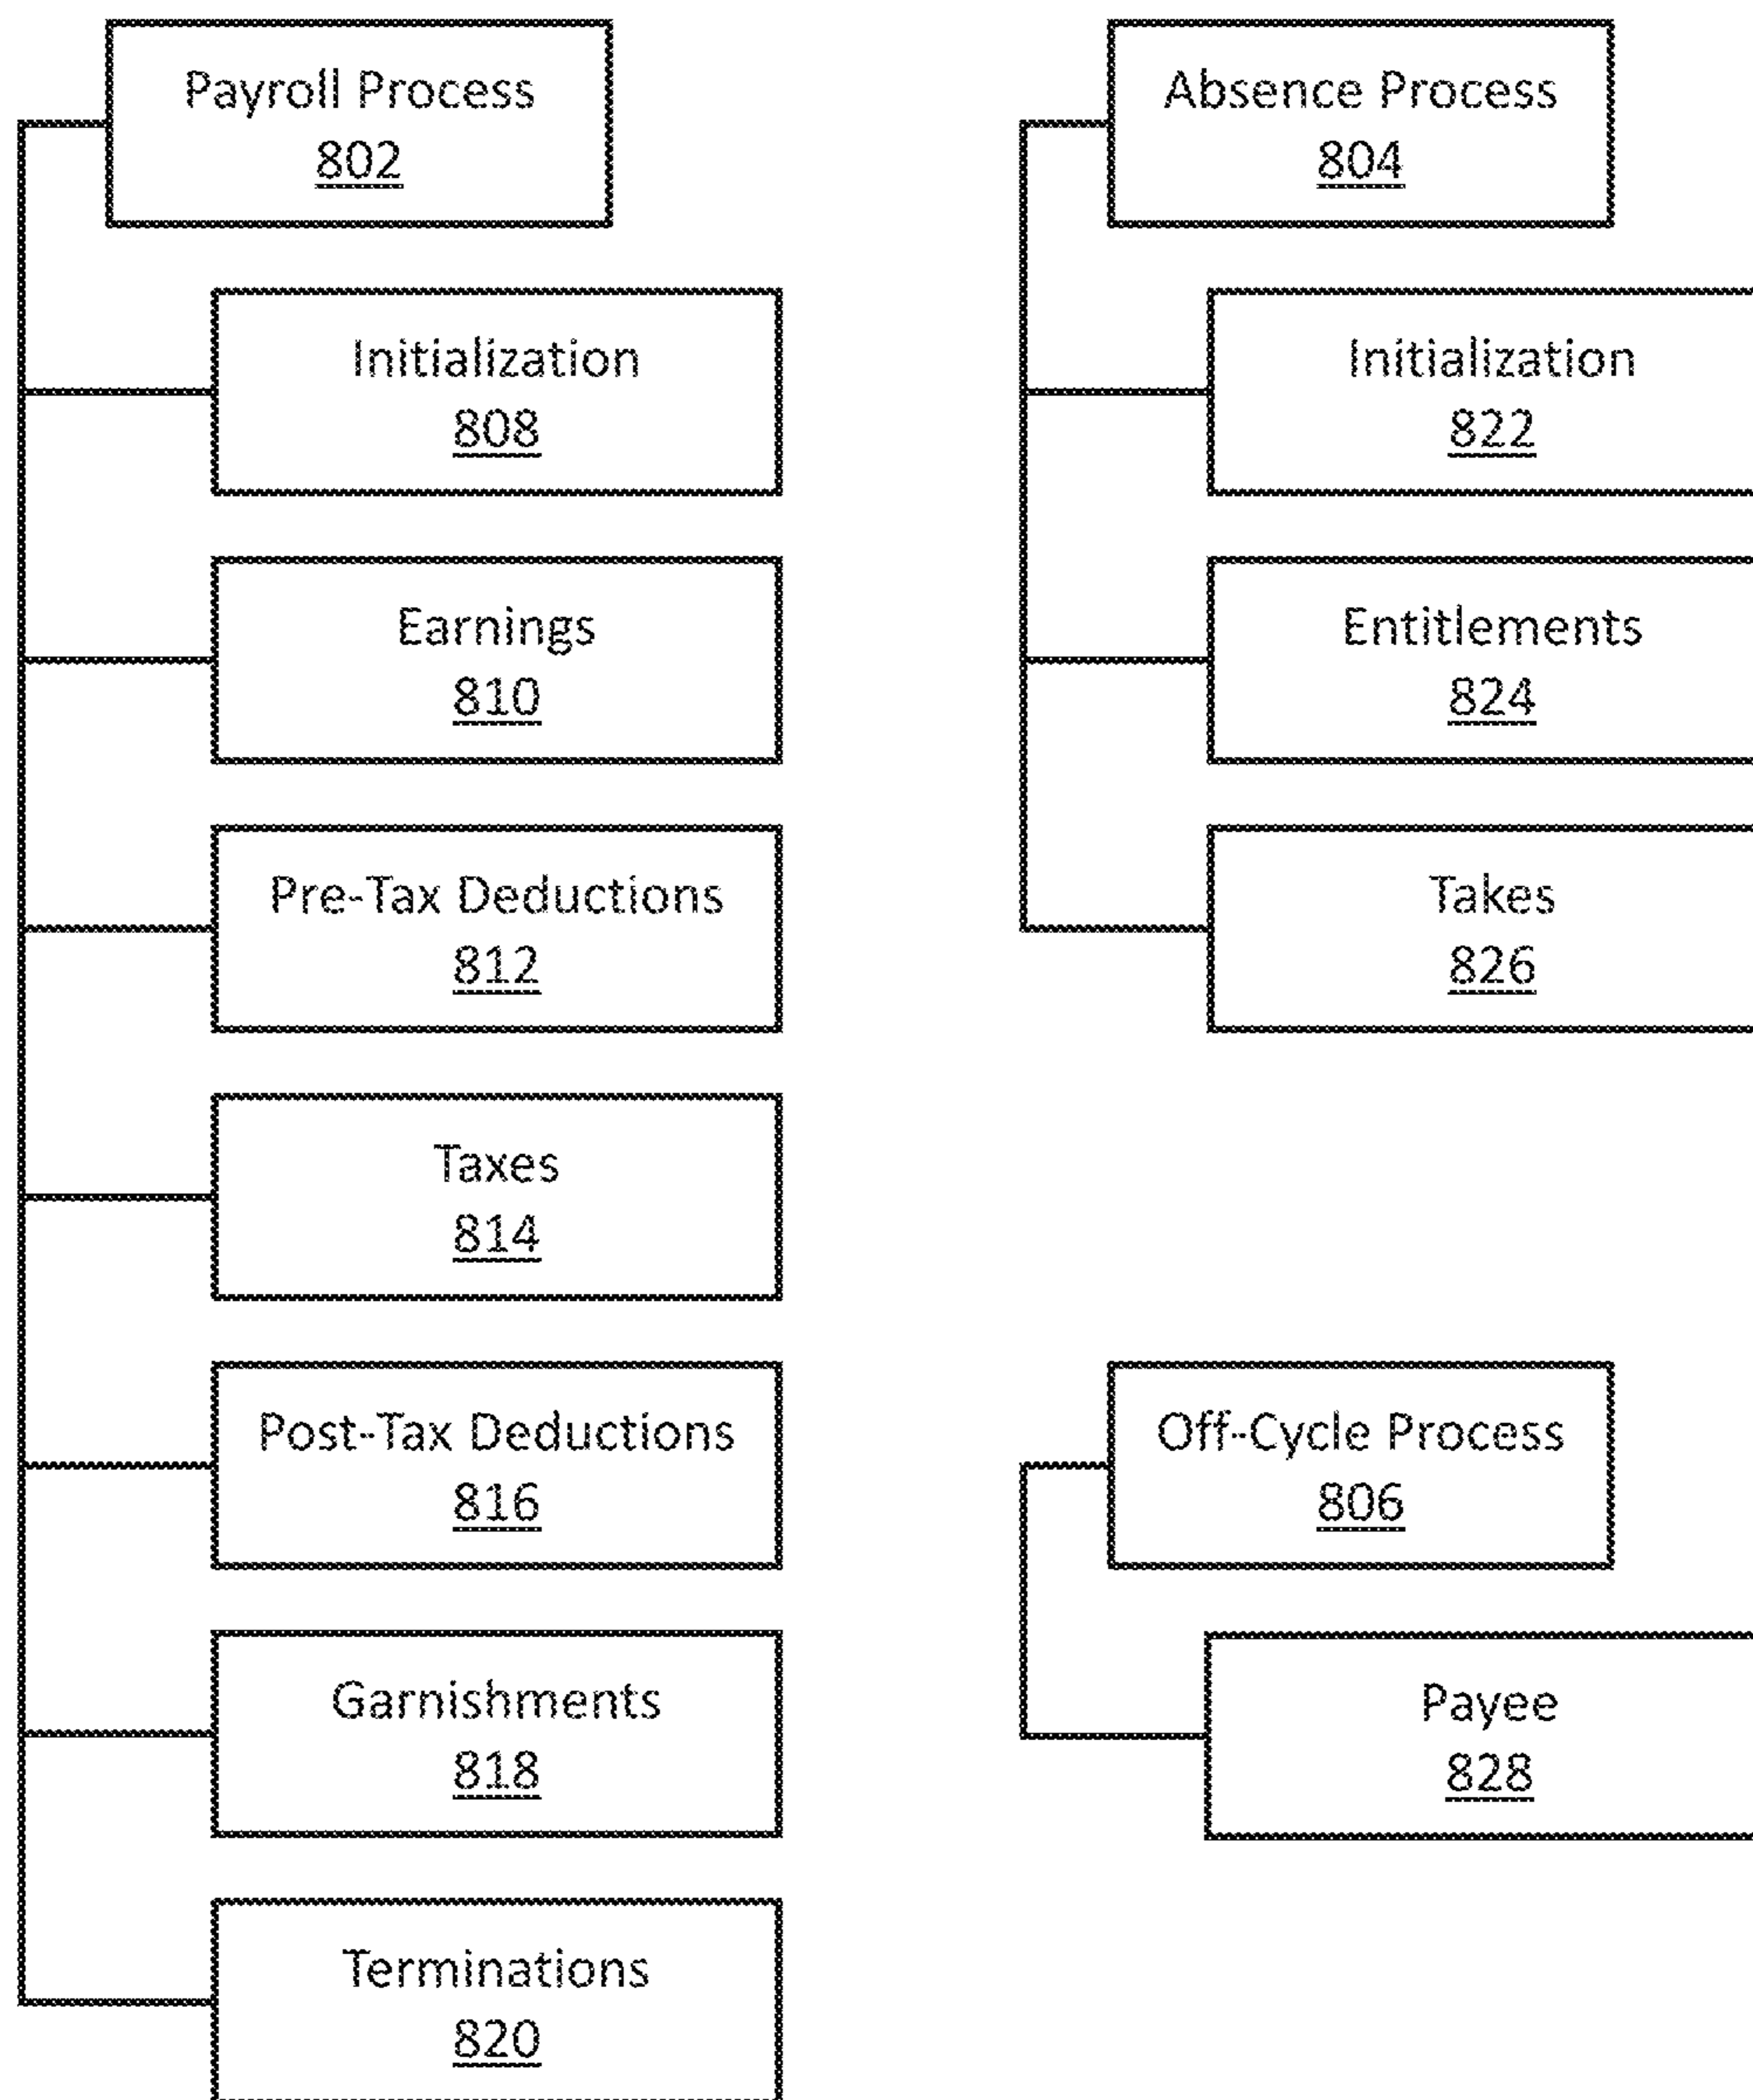 Payroll Process
802
Initialization
808
Earnings
810
Pre-Tax Deductions
812
Taxes
814
Post-Tax Deductions
816
Garnishments
818
Terminations
820
Absence Process
804
Initialization
822
Entitlements
824
Takes
826
Off-Cycle Process
806
Payee
828